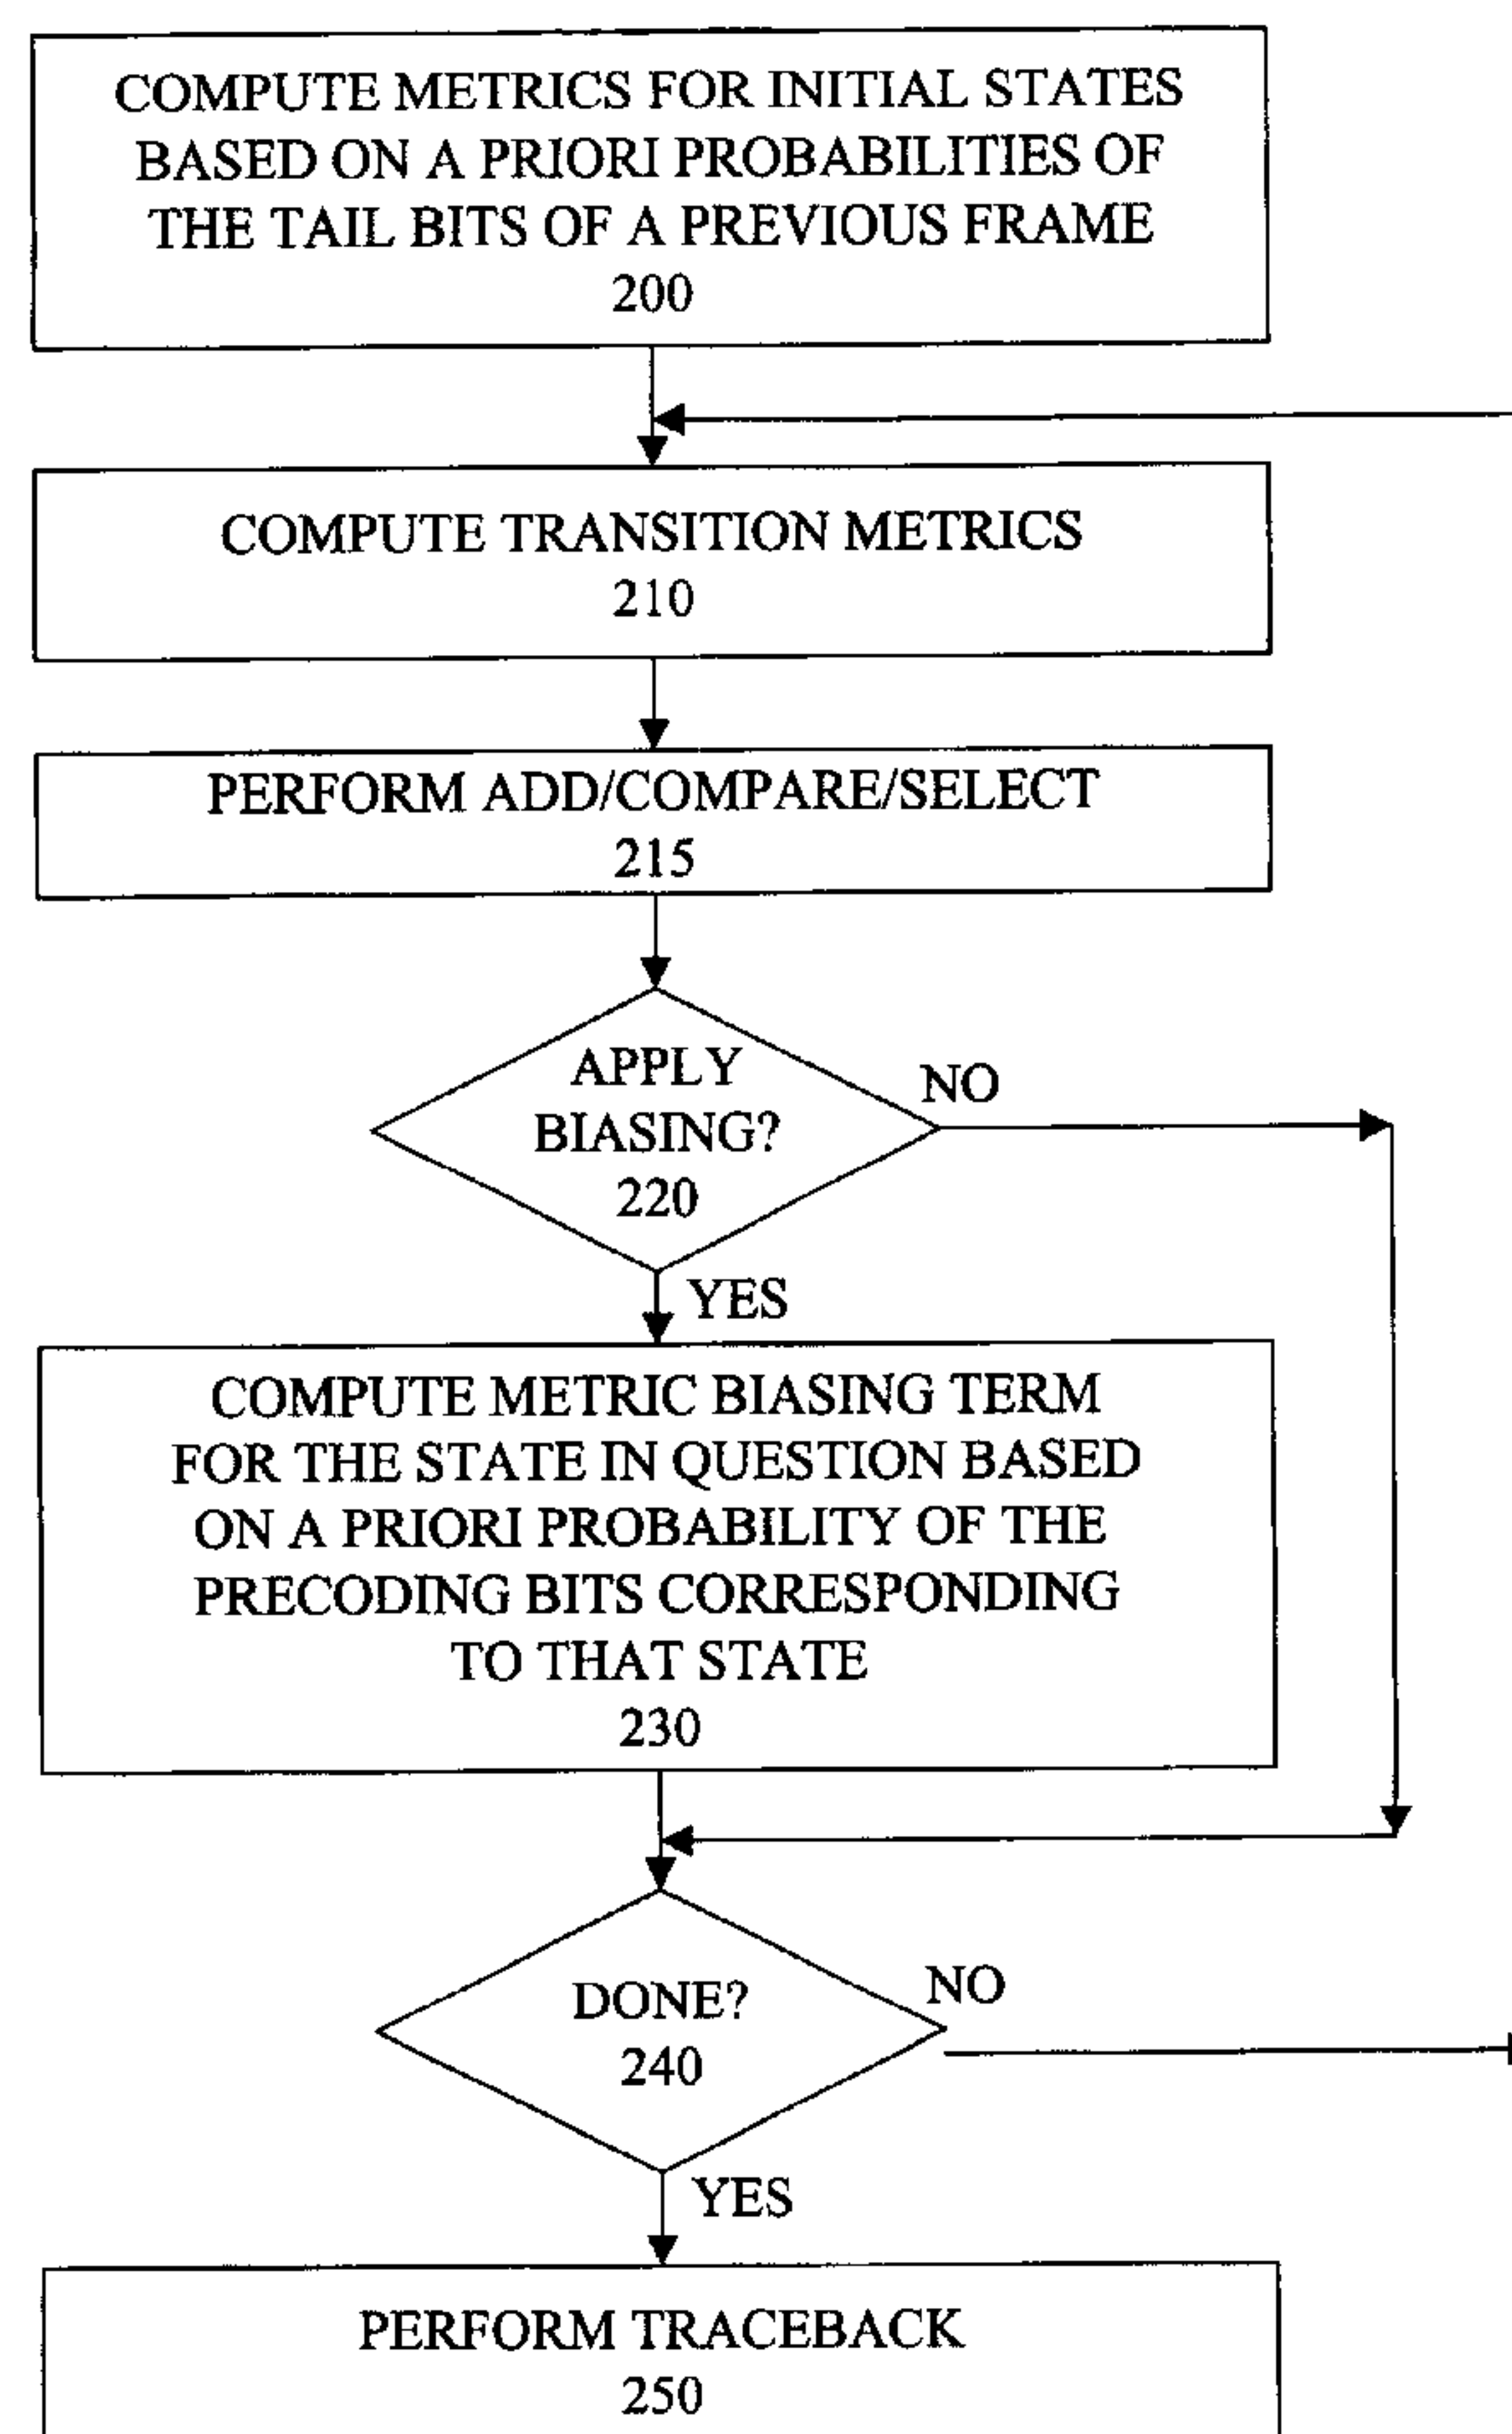 COMPUTE METRICS FOR INITIAL STATES
BASED ON A PRIORI PROBABILITIES OF
THE TAIL BITS OF A PREVIOUS FRAME
200
COMPUTE TRANSITION METRICS
210
PERFORM ADD/COMPARE/SELECT
215
APPLY
BIASING?
220
NO
YES
COMPUTE METRIC BIASING TERM
FOR THE STATE IN QUESTION BASED
ON A PRIORI PROBABILITY OF THE
PRECODING BITS CORRESPONDING
TO THAT STATE
230
DONE?
240
NO
YES
PERFORM TRACEBACK
250